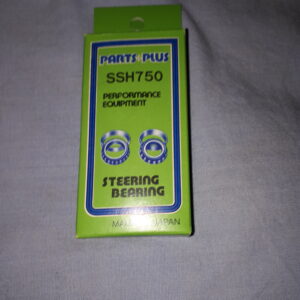 PARTS PLUS
SSH750
PERFORMANCE
EQUIPMENT
STEERING
BEARING
MADE IN JAPAN